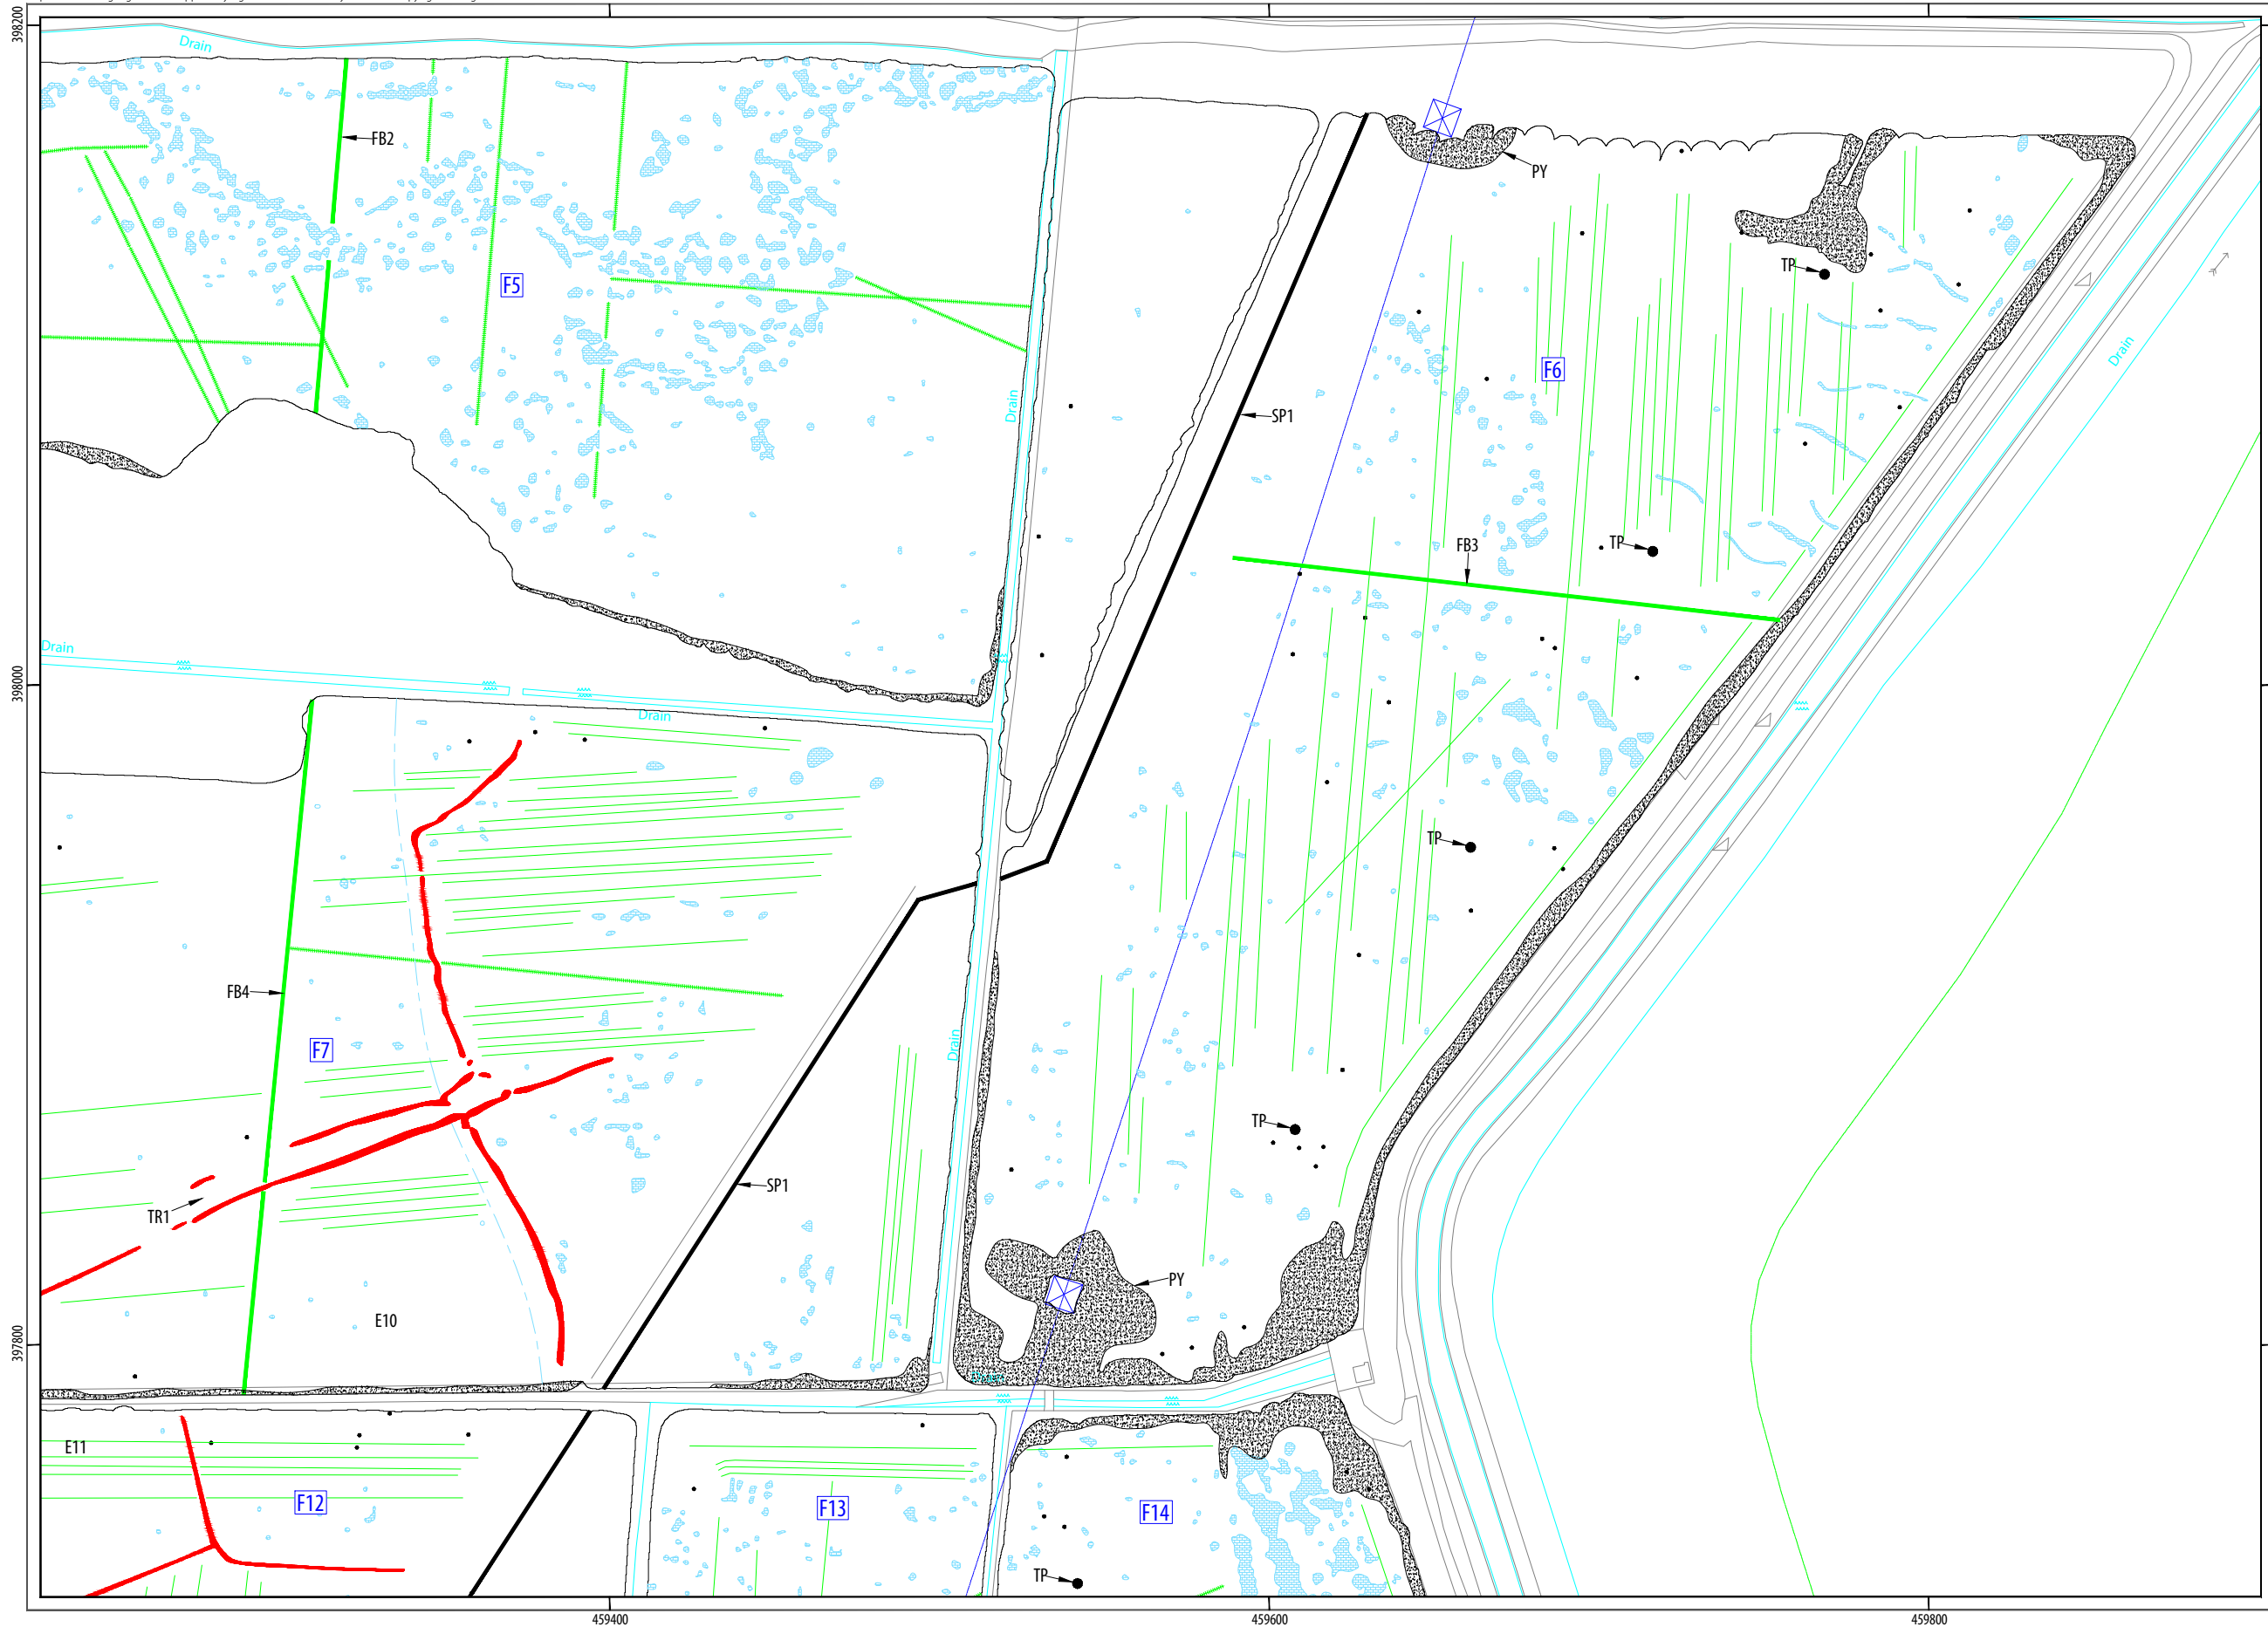 398200
Drain
FB2
PY
F5
TP
F6
Drain
Drain
SP1
FB3
TP
Drain
398000
Drain
TP
FB4
F7
Drain
TP
SP1
TR1
PY
E10
397800
E11
F12
F13
F14
TP
459400
459600
459800